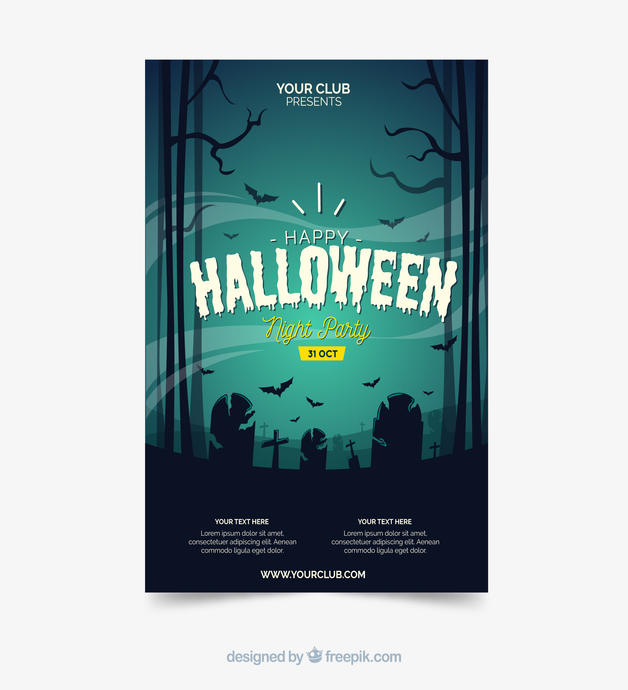 YOUR CLUB
PRESENTS
- HAPPY -
HALLOWEEN
Night Party
31 OCT
YOUR TEXT HERE
Lorem ipsum dolor sit amet,
consectetuer adipiscing elit. Aenean
commodo ligula eget dolor.
YOUR TEXT HERE
Lorem ipsum dolor sit amet,
consectetuer adipiscing elit. Aenean
commodo ligula eget dolor.
WWW.YOURCLUB.COM
designed by freepik.com